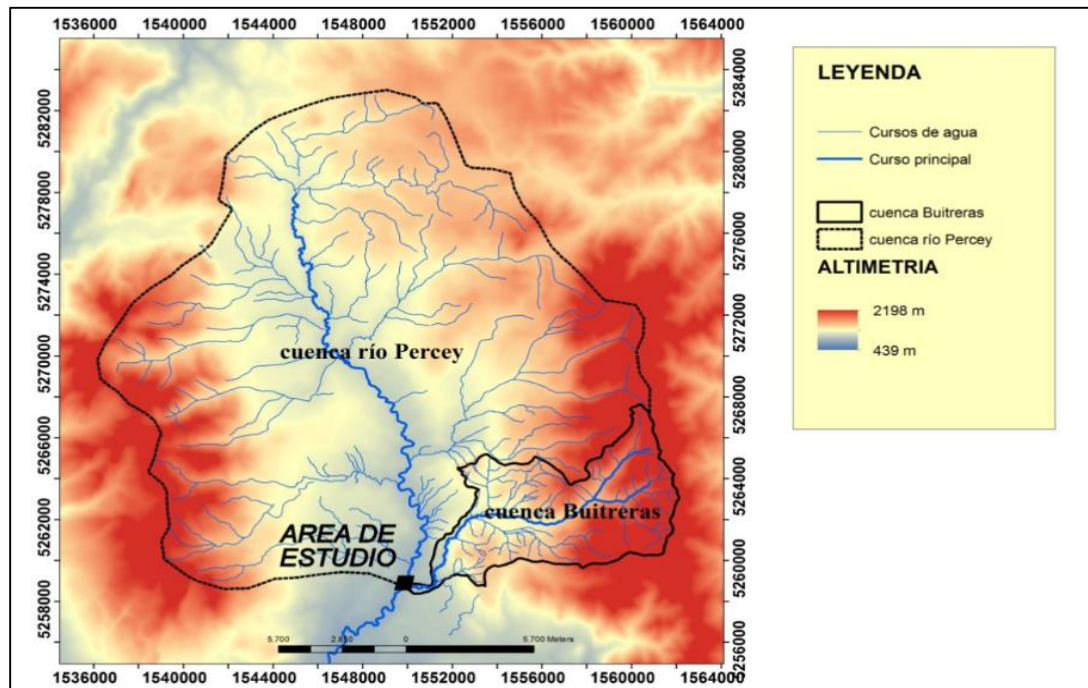 1536000 1540000 1544000 1548000 1552000 1556000 1560000 1564000
5282000
5278000
5274000
5270000
5266000
5262000
5258000
cuenca río Percey
cuenca Buitreras
AREA DE
ESTUDIO
5.700 2.850 0 5.700 Meters
5284000
5280000
5276000
5272000
5268000
5264000
5260000
5256000
1536000 1540000 1544000 1548000 1552000 1556000 1560000 1564000
LEYENDA
Cursos de agua
Curso principal
cuenca Buitreras
cuenca río Percey
ALTIMETRIA
2198 m
439 m